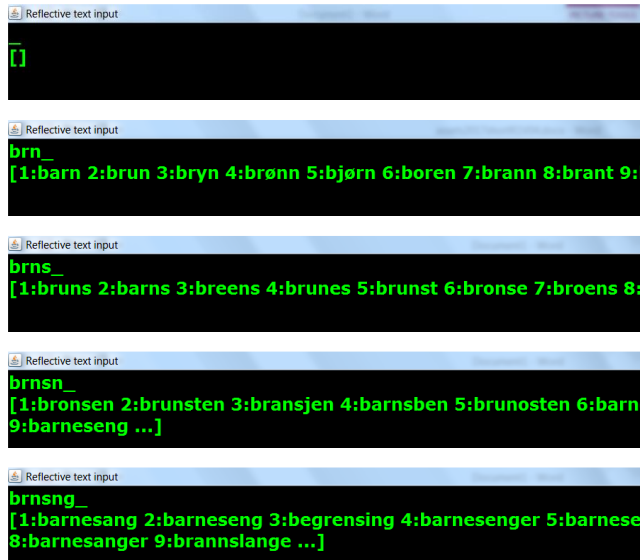 Reflective text input
_
[]
Reflective text input
brn_
[1:barn 2:brun 3:bryn 4:brønn 5:bjørn 6:boren 7:brann 8:brant 9:
Reflective text input
brns_
[1:bruns 2:barns 3:breens 4:brunes 5:brunst 6:bronse 7:broens 8:
Reflective text input
brnsn_
[1:bronsen 2:brunsten 3:bransjen 4:barnsben 5:brunosten 6:barn
9:barneseng ...]
Reflective text input
brnsng_
[1:barnesang 2:barneseng 3:begrensing 4:barnesenger 5:barnese
8:barnesanger 9:brannslange ...]